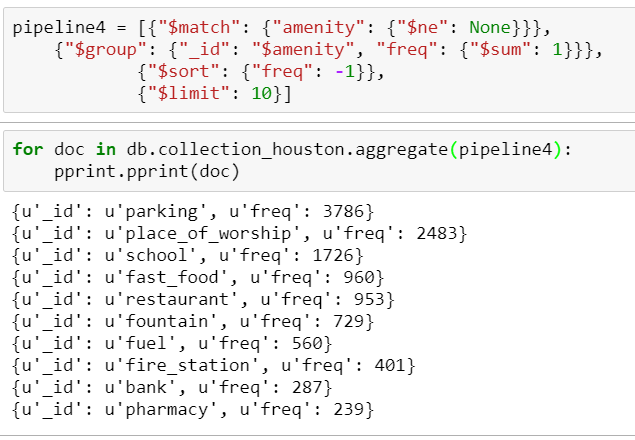 pipeline4 = [{"$match": {"amenity": {"$ne": None}}},
    {"$group": {"_id": "$amenity", "freq": {"$sum": 1}}},
            {"$sort": {"freq": -1}},
            {"$limit": 10}]
for doc in db.collection_houston.aggregate(pipeline4):
    pprint.pprint(doc)
{u'_id': u'parking', u'freq': 3786}
{u'_id': u'place_of_worship', u'freq': 2483}
{u'_id': u'school', u'freq': 1726}
{u'_id': u'fast_food', u'freq': 960}
{u'_id': u'restaurant', u'freq': 953}
{u'_id': u'fountain', u'freq': 729}
{u'_id': u'fuel', u'freq': 560}
{u'_id': u'fire_station', u'freq': 401}
{u'_id': u'bank', u'freq': 287}
{u'_id': u'pharmacy', u'freq': 239}